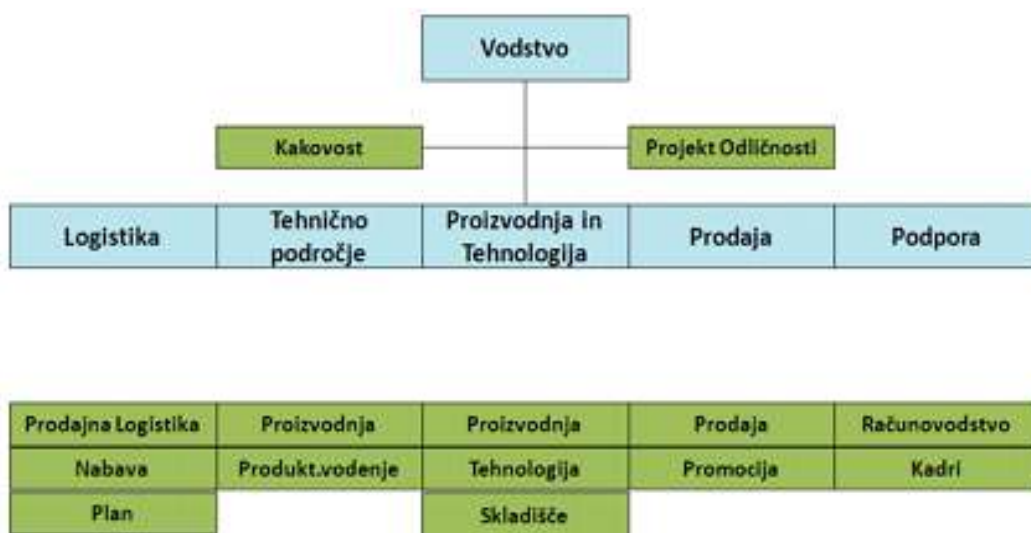 Vodstvo
Kakovost
Projekt Odličnosti
Logistika
Tehnično
področje
Proizvodnja in
Tehnologija
Prodaja
Podpora
Prodajna Logistika
Proizvodnja
Proizvodnja
Prodaja
Računovodstvo
Nabava
Produkt.vodenje
Tehnologija
Promocija
Kadri
Plan
Skladišče